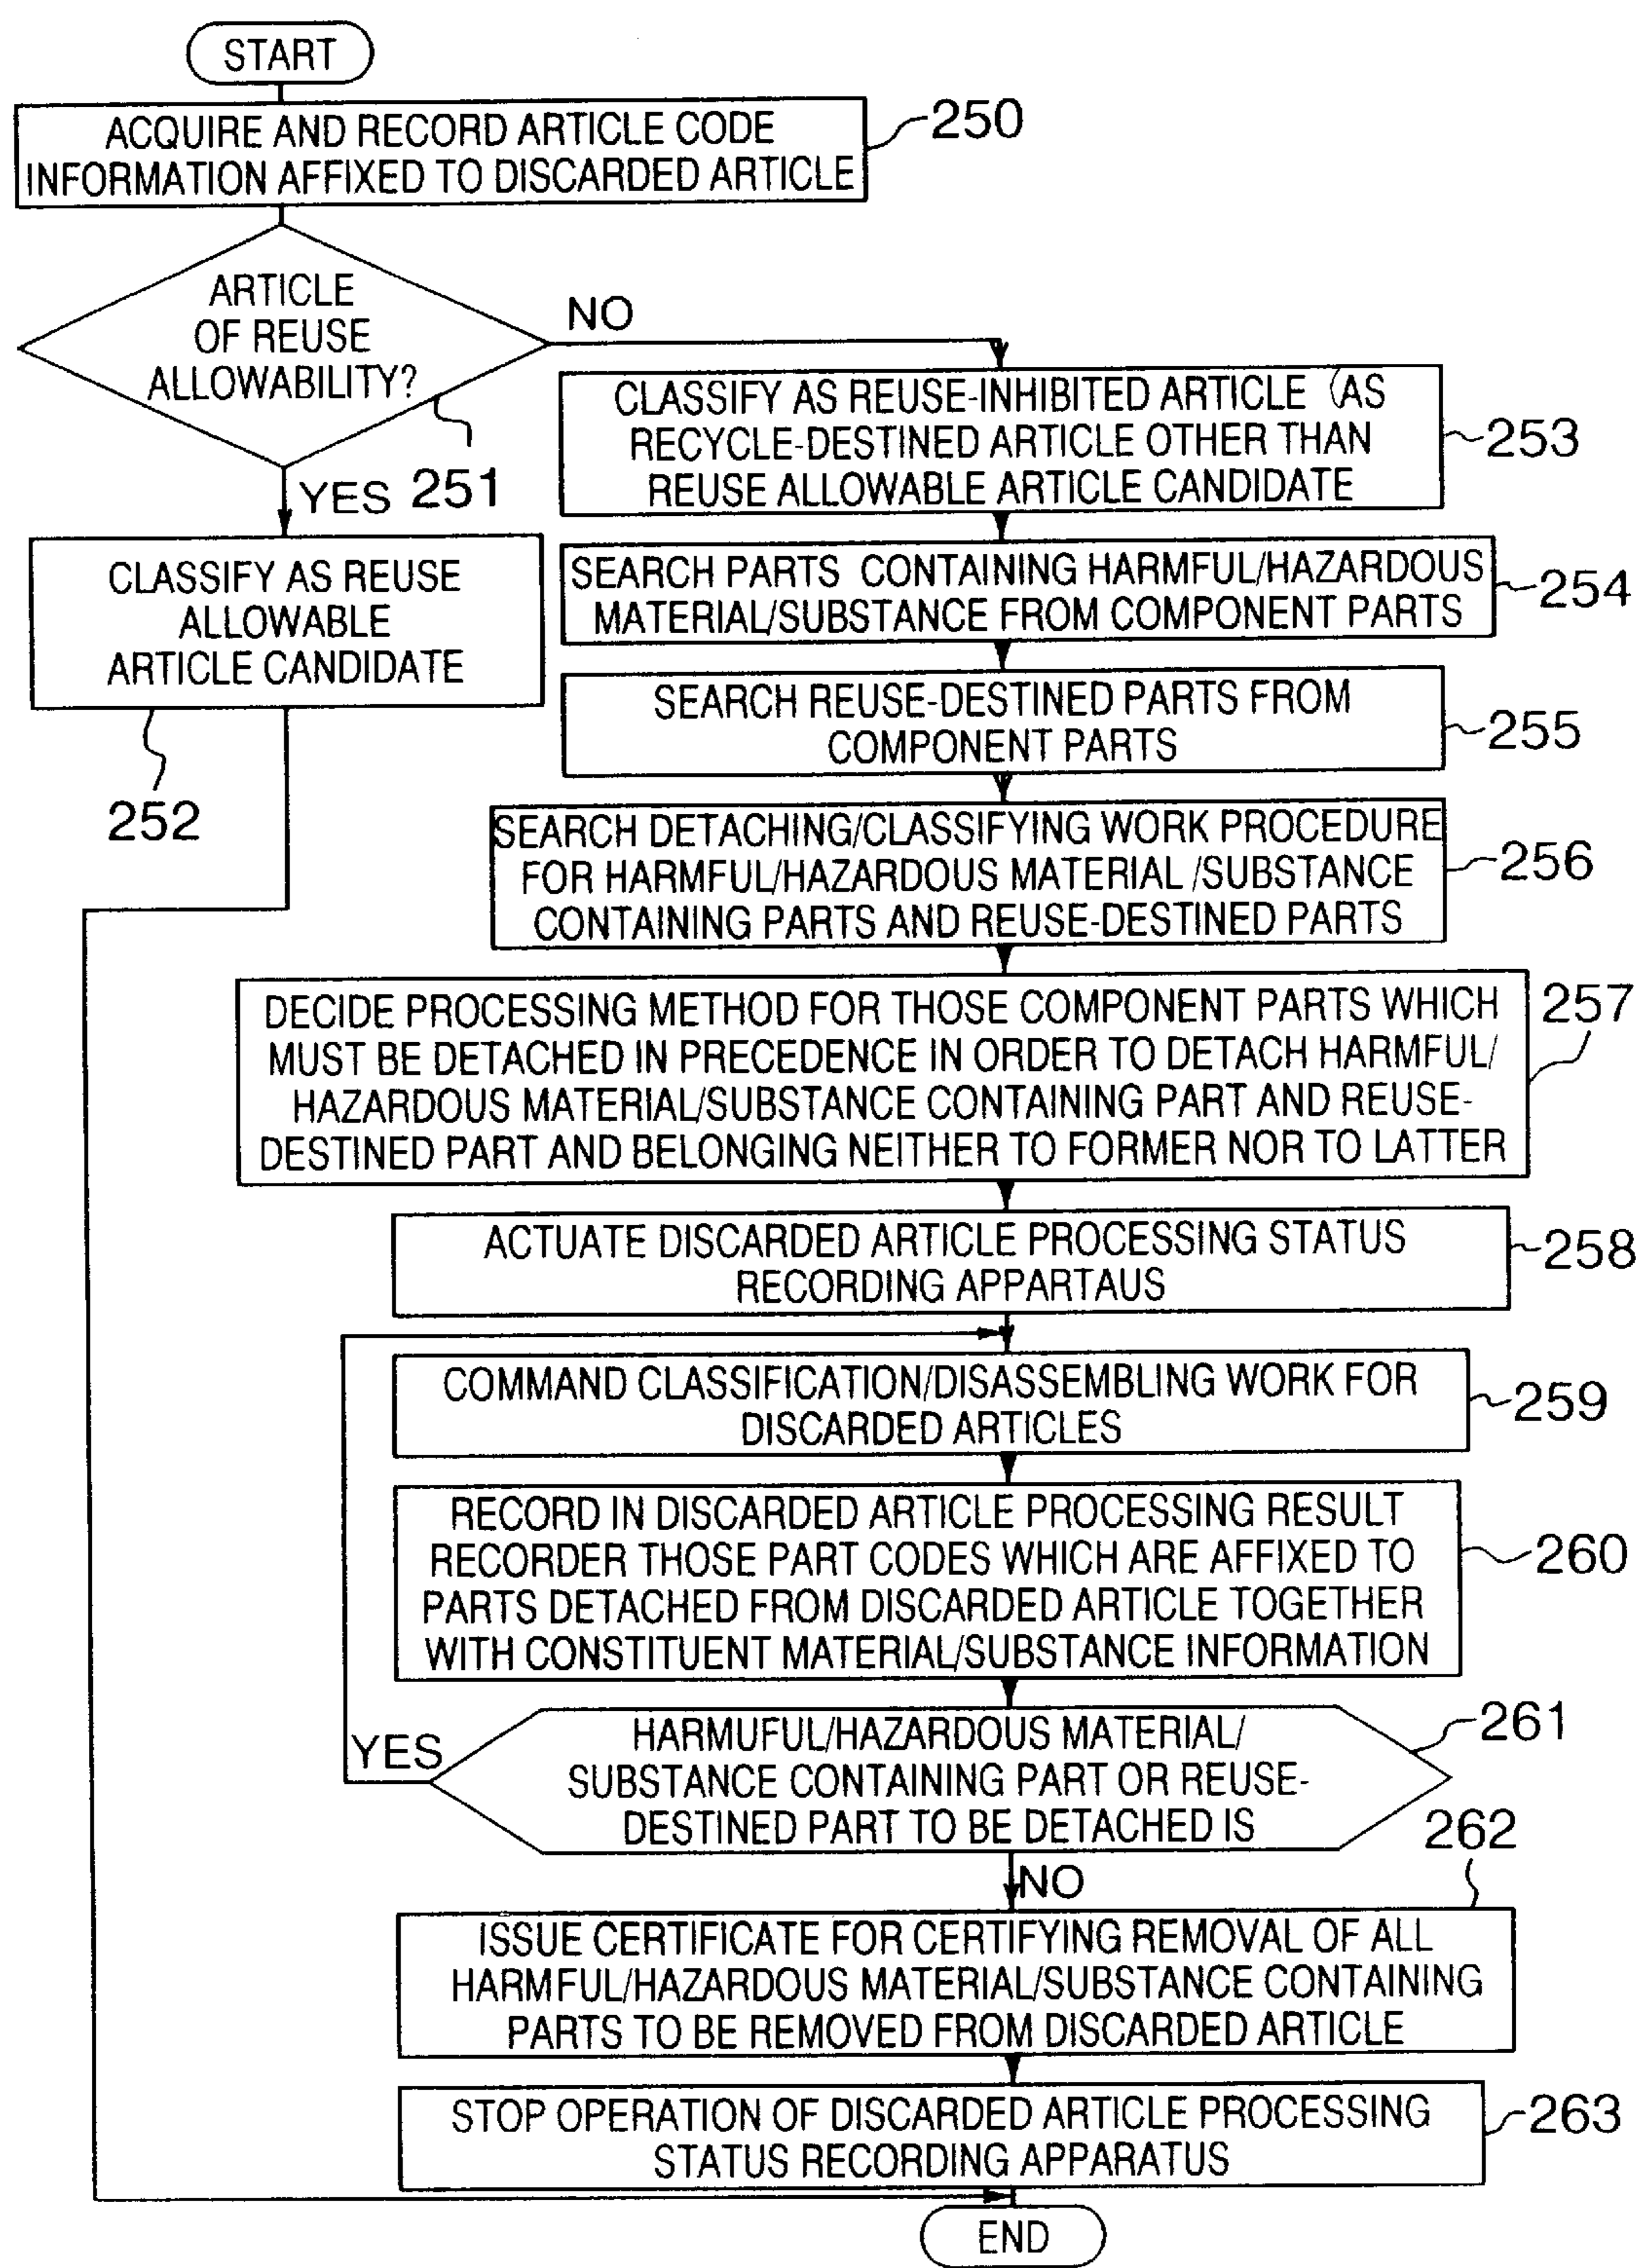 START
ACQUIRE AND RECORD ARTICLE CODE
INFORMATION AFFIXED TO DISCARDED ARTICLE
250
ARTICLE
OF REUSE
ALLOWABILITY?
NO
YES
251
CLASSIFY AS REUSE
ALLOWABLE
ARTICLE CANDIDATE
252
CLASSIFY AS REUSE-INHIBITED ARTICLE (AS
RECYCLE-DESTINED ARTICLE OTHER THAN
REUSE ALLOWABLE ARTICLE CANDIDATE
253
SEARCH PARTS CONTAINING HARMFUL/HAZARDOUS
MATERIAL/SUBSTANCE FROM COMPONENT PARTS
254
SEARCH REUSE-DESTINED PARTS FROM
COMPONENT PARTS
255
SEARCH DETACHING/CLASSIFYING WORK PROCEDURE
FOR HARMFUL/HAZARDOUS MATERIAL /SUBSTANCE
CONTAINING PARTS AND REUSE-DESTINED PARTS
256
DECIDE PROCESSING METHOD FOR THOSE COMPONENT PARTS WHICH
MUST BE DETACHED IN PRECEDENCE IN ORDER TO DETACH HARMFUL/
HAZARDOUS MATERIAL/SUBSTANCE CONTAINING PART AND REUSE-
DESTINED PART AND BELONGING NEITHER TO FORMER NOR TO LATTER
257
ACTUATE DISCARDED ARTICLE PROCESSING STATUS
RECORDING APPARTAUS
258
COMMAND CLASSIFICATION/DISASSEMBLING WORK FOR
DISCARDED ARTICLES
259
RECORD IN DISCARDED ARTICLE PROCESSING RESULT
RECORDER THOSE PART CODES WHICH ARE AFFIXED TO
PARTS DETACHED FROM DISCARDED ARTICLE TOGETHER
WITH CONSTITUENT MATERIAL/SUBSTANCE INFORMATION
260
HARMUFUL/HAZARDOUS MATERIAL/
SUBSTANCE CONTAINING PART OR REUSE-
DESTINED PART TO BE DETACHED IS
261
YES
NO
262
ISSUE CERTIFICATE FOR CERTIFYING REMOVAL OF ALL
HARMFUL/HAZARDOUS MATERIAL/SUBSTANCE CONTAINING
PARTS TO BE REMOVED FROM DISCARDED ARTICLE
STOP OPERATION OF DISCARDED ARTICLE PROCESSING
STATUS RECORDING APPARATUS
263
END